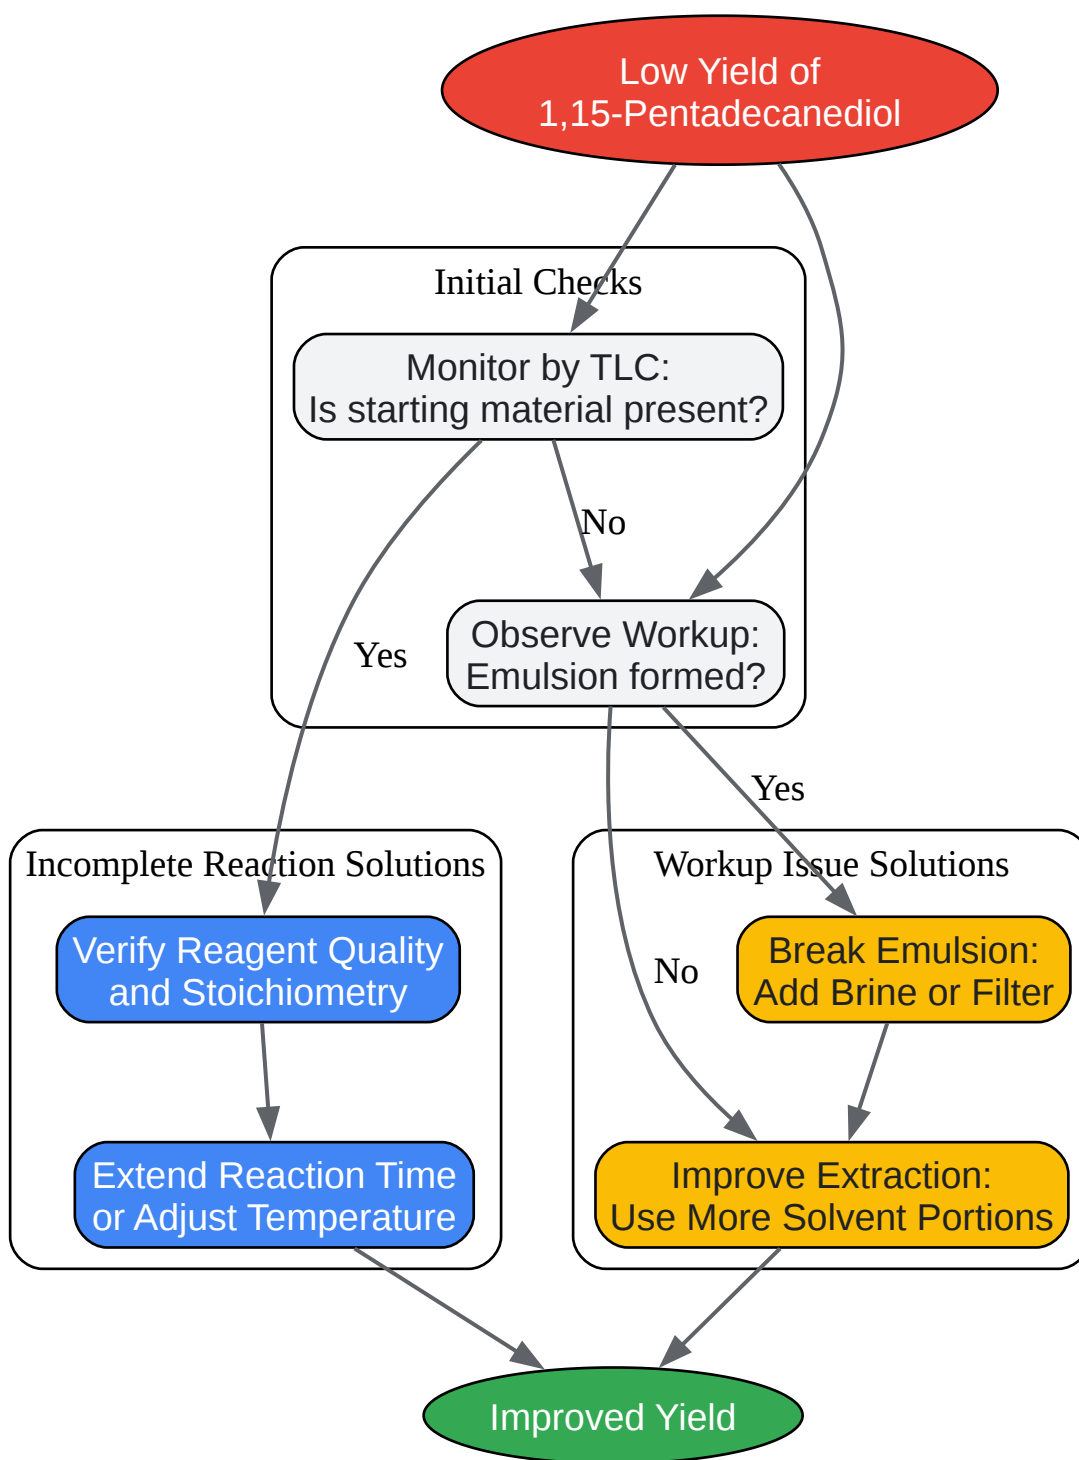 Low Yield of
1,15-Pentadecanediol
Initial Checks
Monitor by TLC:
Is starting material present?
No
Observe Workup:
Emulsion formed?
Yes
Yes
Incomplete Reaction Solutions
Workup Issue Solutions
Verify Reagent Quality
and Stoichiometry
No
Break Emulsion:
Add Brine or Filter
Extend Reaction Time
or Adjust Temperature
Improve Extraction:
Use More Solvent Portions
Improved Yield